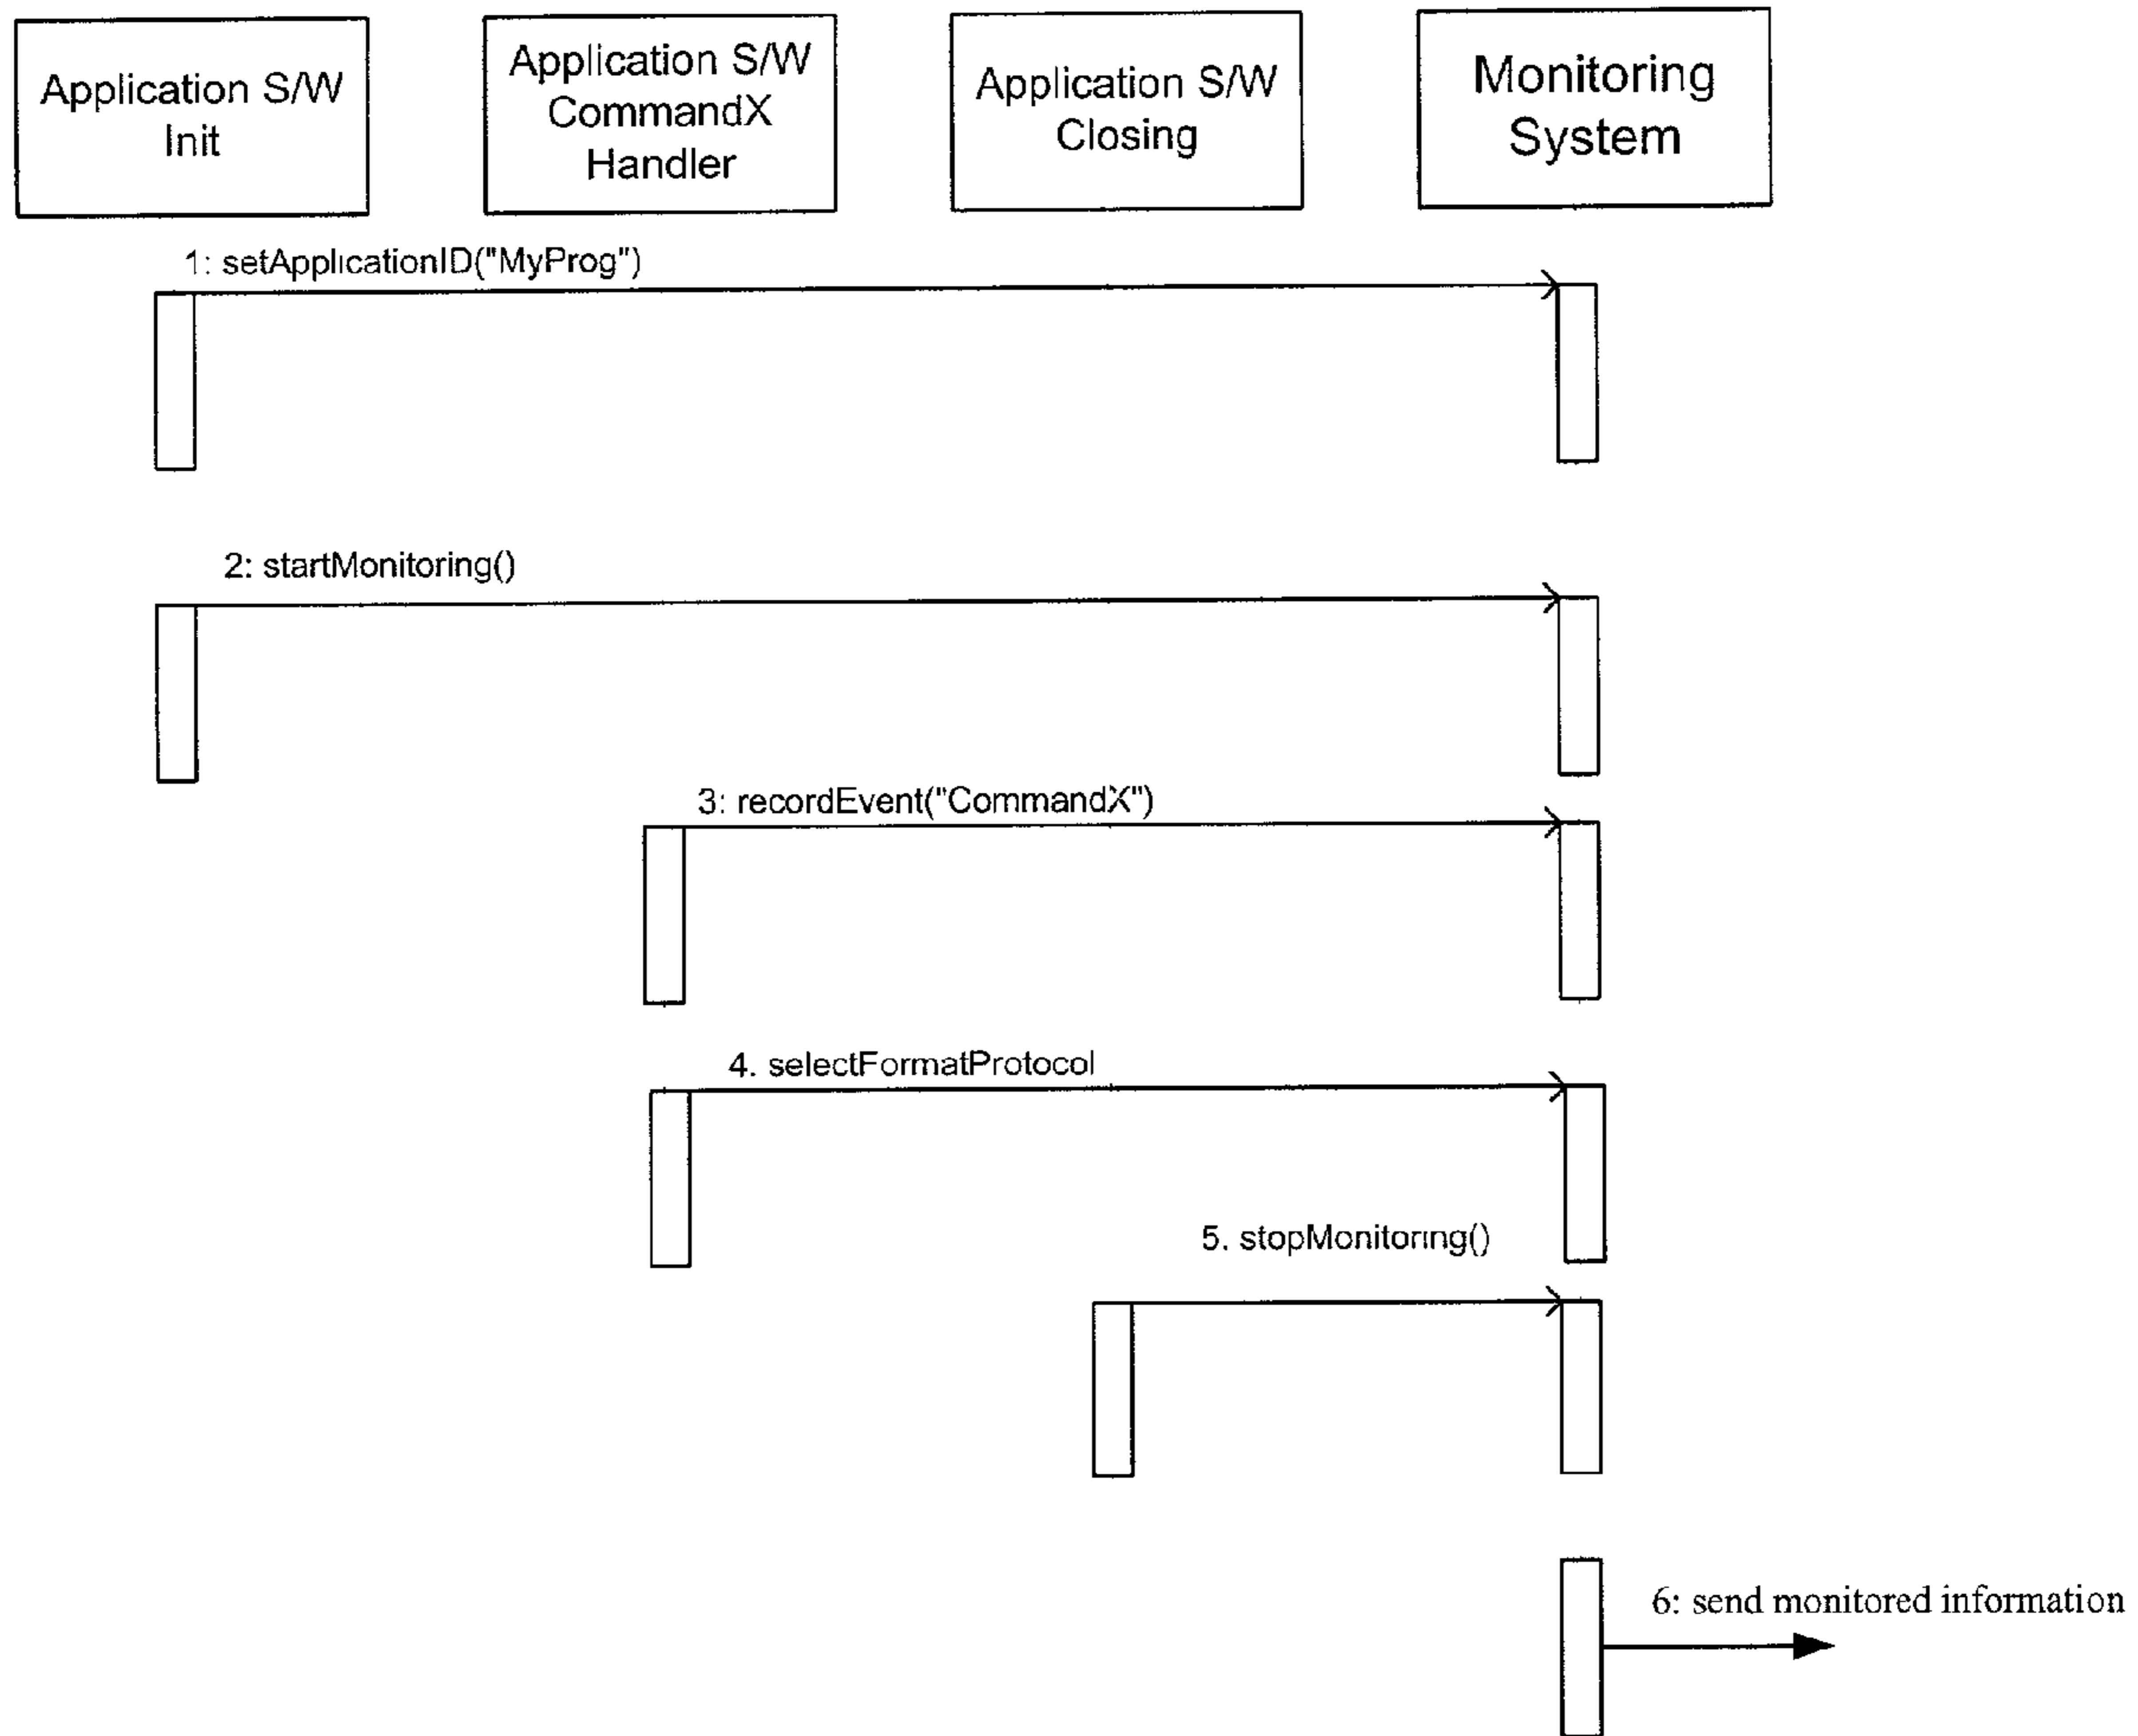 Application S/W
Init
Application S/W
CommandX
Handler
Application S/W
Closing
Monitoring
System
1: setApplicationID("MyProg")
2: startMonitoring()
3: recordEvent("CommandX")
4. selectFormatProtocol
5. stopMonitoring()
6: send monitored information